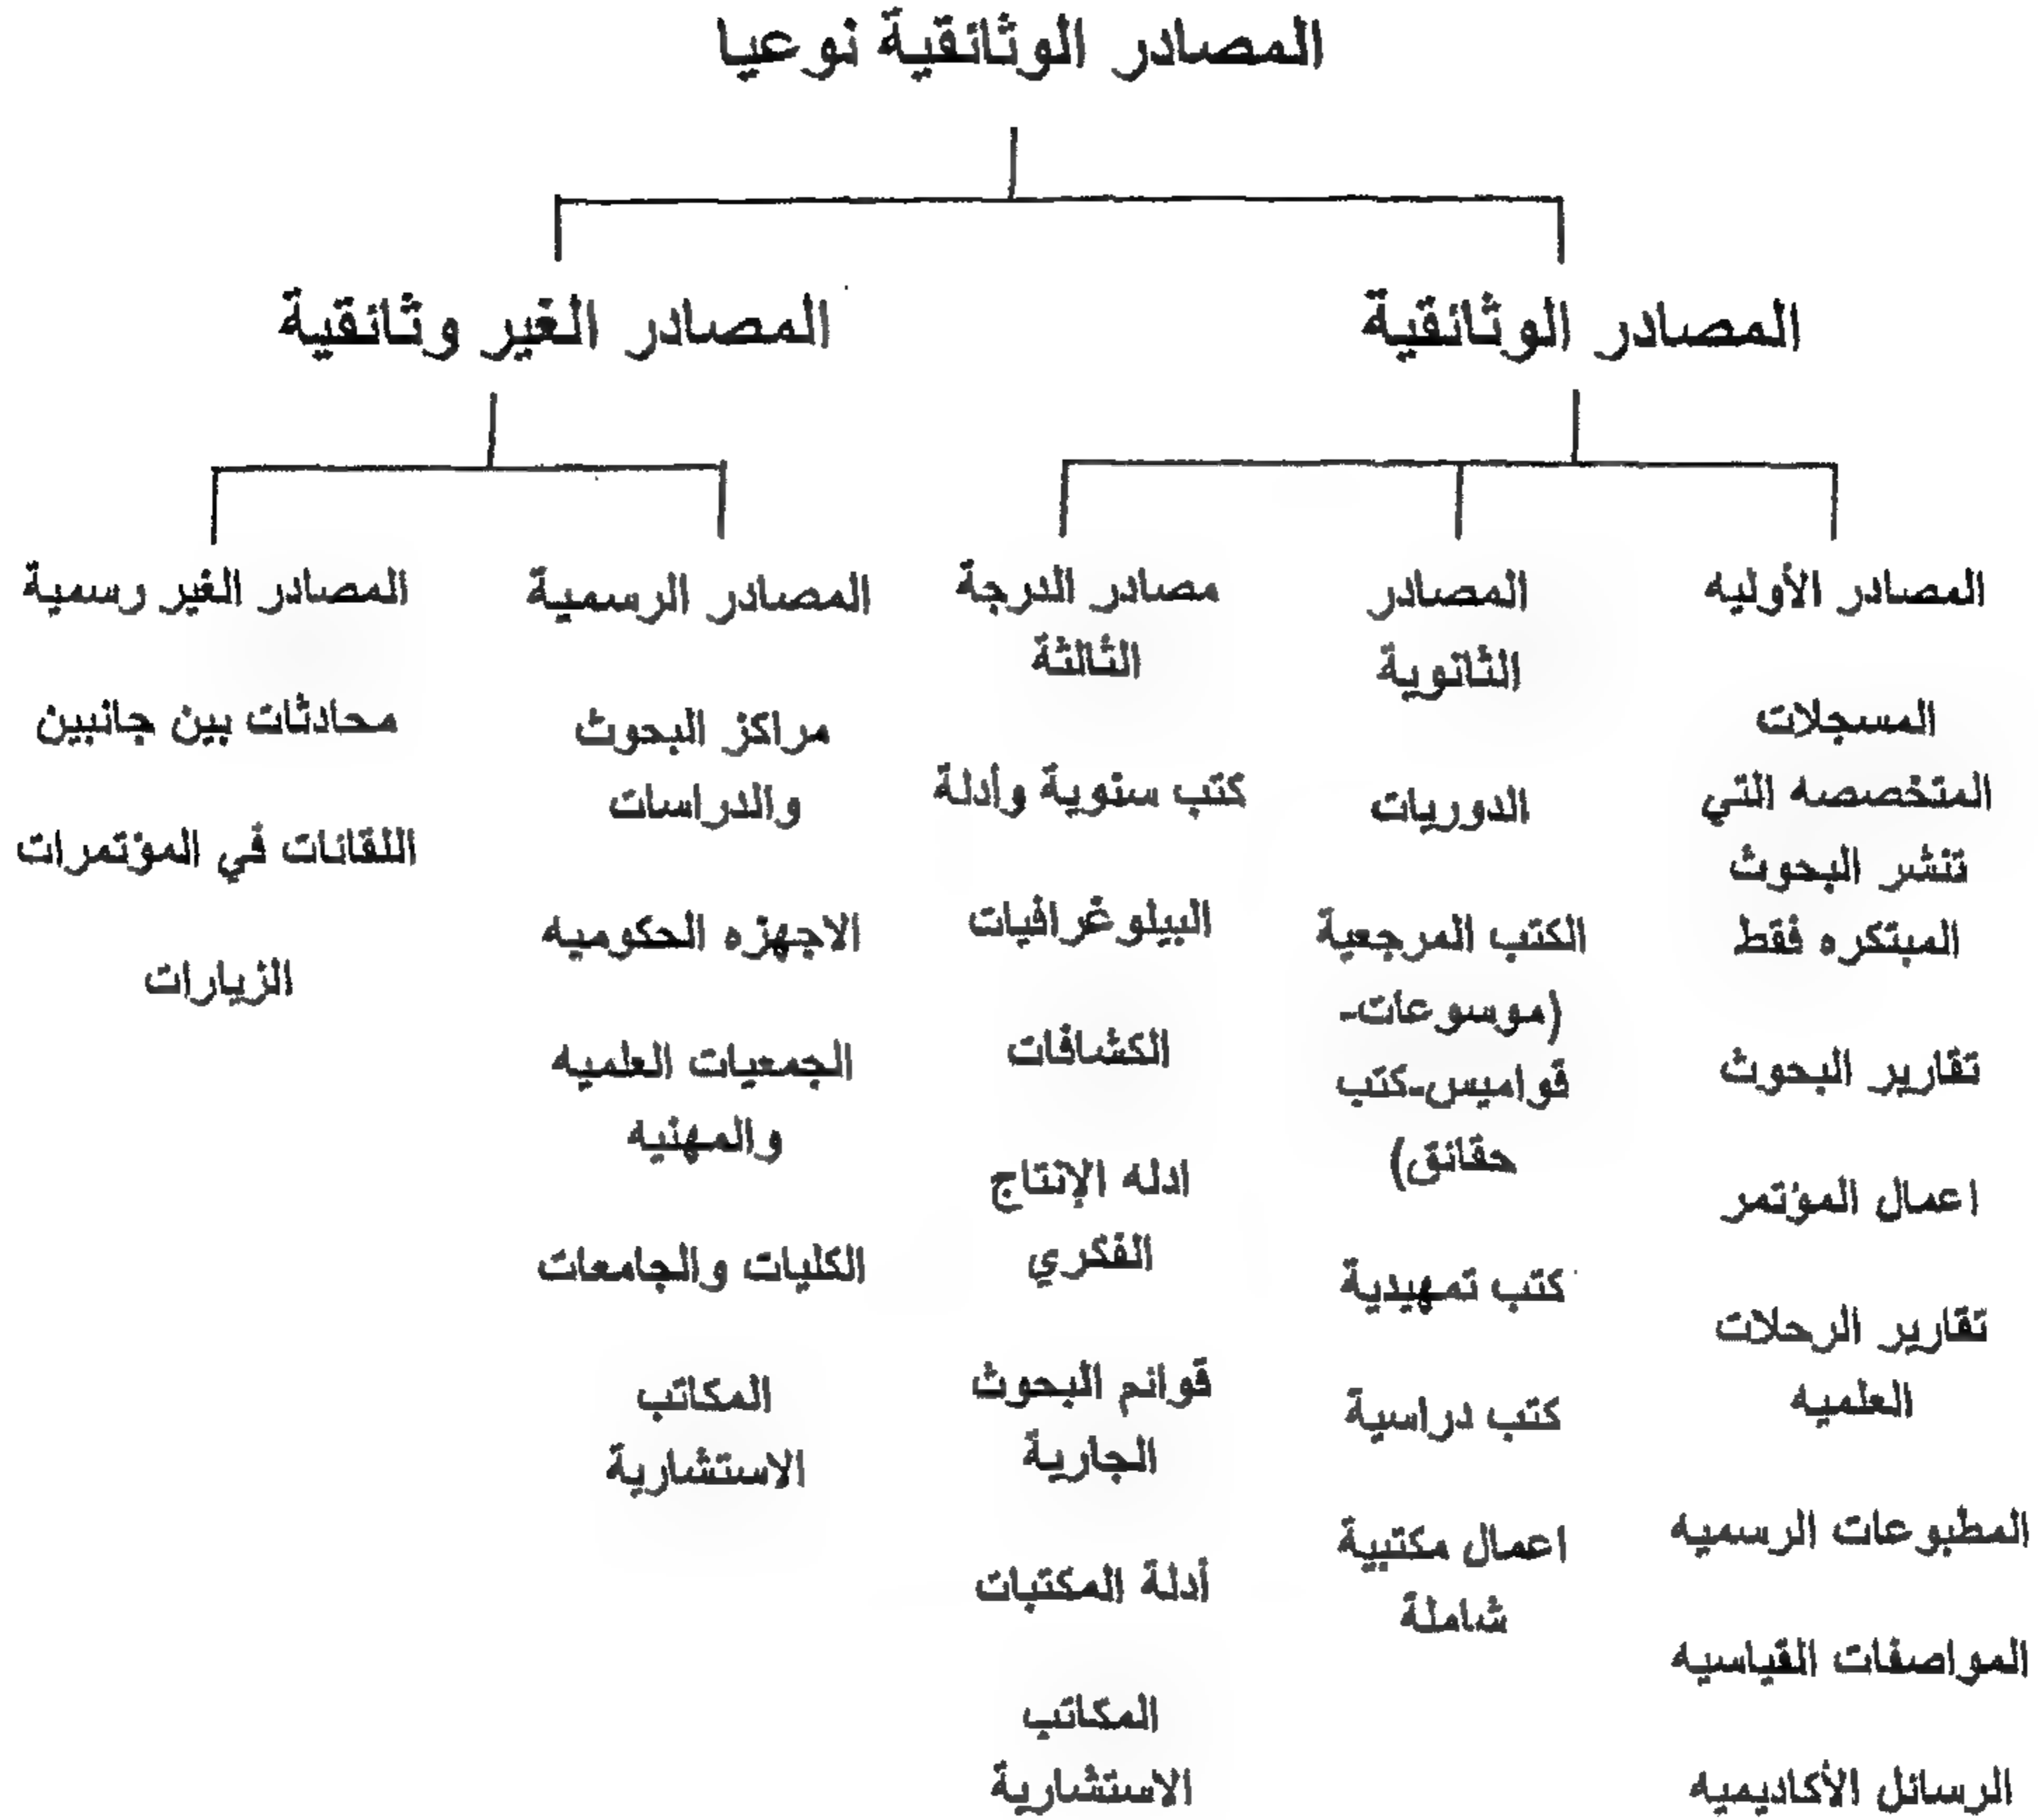 المصادر الوثائقية نوعيا
المصادر الوثائقية
المصادر الغير وثائقية
المصادر الأوليه
المسجلات
المتخصصه التي
تنشر البحوث
المبتكره فقط
تقارير البحوث
اعمال المؤتمر
تقارير الرحلات
العلميه
المطبوعات الرسميه
المواصفات القياسيه
الرسائل الأكاديميه
المصادر
الثانوية
الدوريات
الكتب المرجعية
(موسوعات-
قواميس-كتب
حقائق)
كتب تمهيدية
كتب دراسية
اعمال مكتبية
شاملة
مصادر الدرجة
الثالثة
كتب سنوية وأدلة
البيلوغرافيات
الكشافات
ادله الإنتاج
الفكري
قوائم البحوث
الجارية
أدلة المكتبات
المكاتب
الاستشارية
المصادر الرسمية
مراكز البحوث
والدراسات
الاجهزه الحكوميه
الجمعيات العلميه
والمهنيه
الكليات والجامعات
المكاتب
الاستشارية
المصادر الغير رسمية
محادثات بين جانبين
اللقائات في المؤتمرات
الزيارات